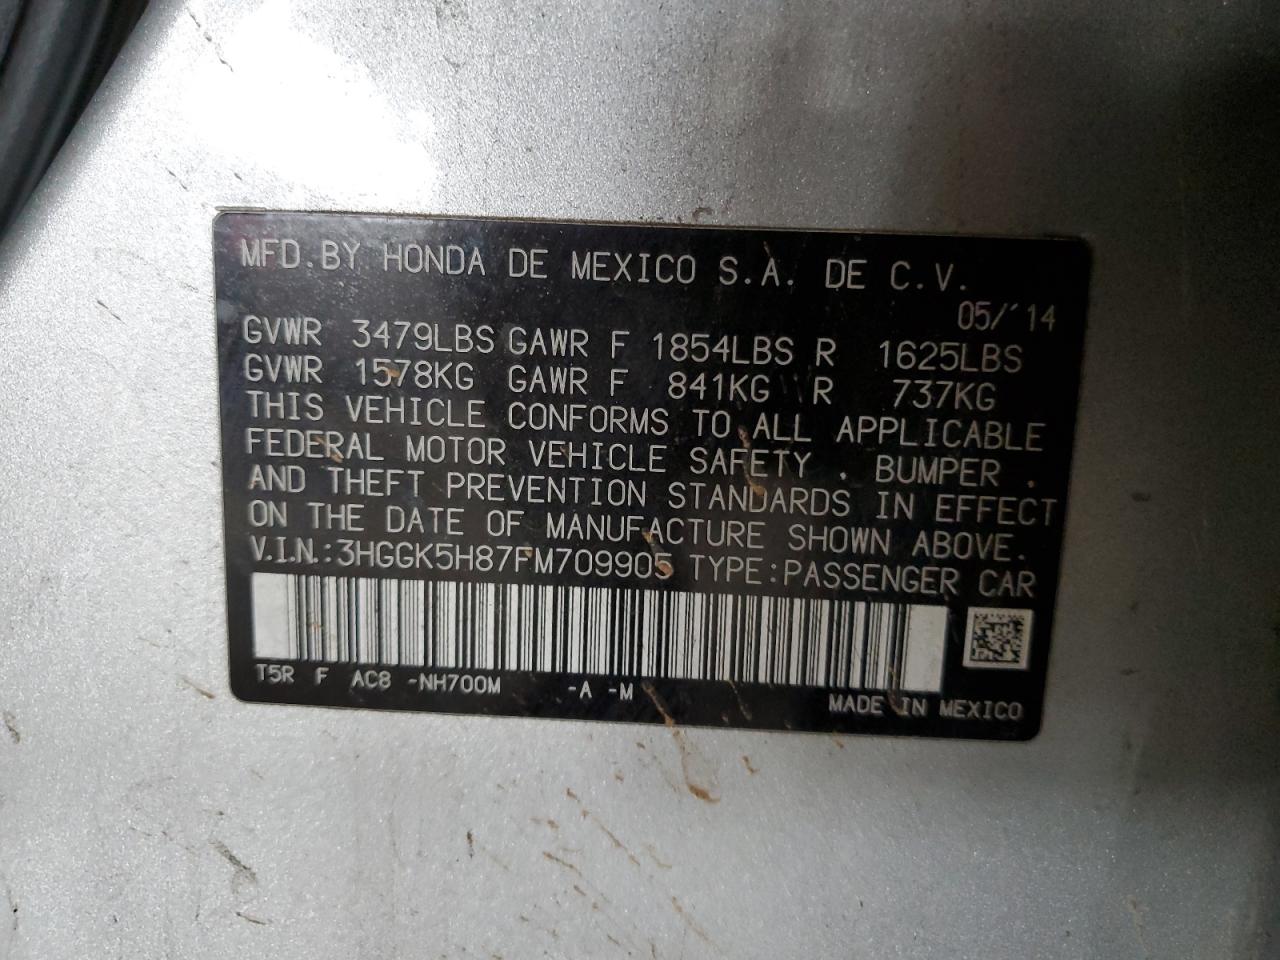 MFD.BY HONDA DE MEXICO S.A. DE C.V.
05/'14
GVWR 3479LBS GAWR F 1854LBS R 1625LBS
GVWR 1578KG GAWR F 841KG R 737KG
THIS VEHICLE CONFORMS TO ALL APPLICABLE
FEDERAL MOTOR VEHICLE SAFETY , BUMPER ,
AND THEFT PREVENTION STANDARDS IN EFFECT
ON THE DATE OF MANUFACTURE SHOWN ABOVE.
V.I.N.:3HGGK5H87FM709905 TYPE:PASSENGER CAR
T5R F AC8 -NH700M -A -M
MADE IN MEXICO